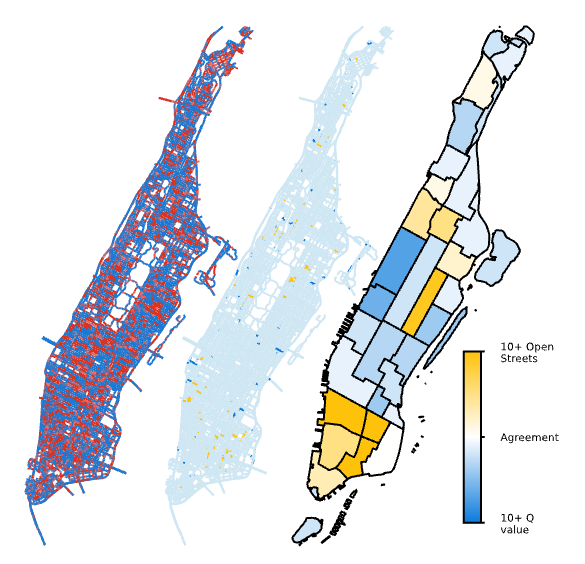 10+ Open
Streets
Agreement
10+ Q
value